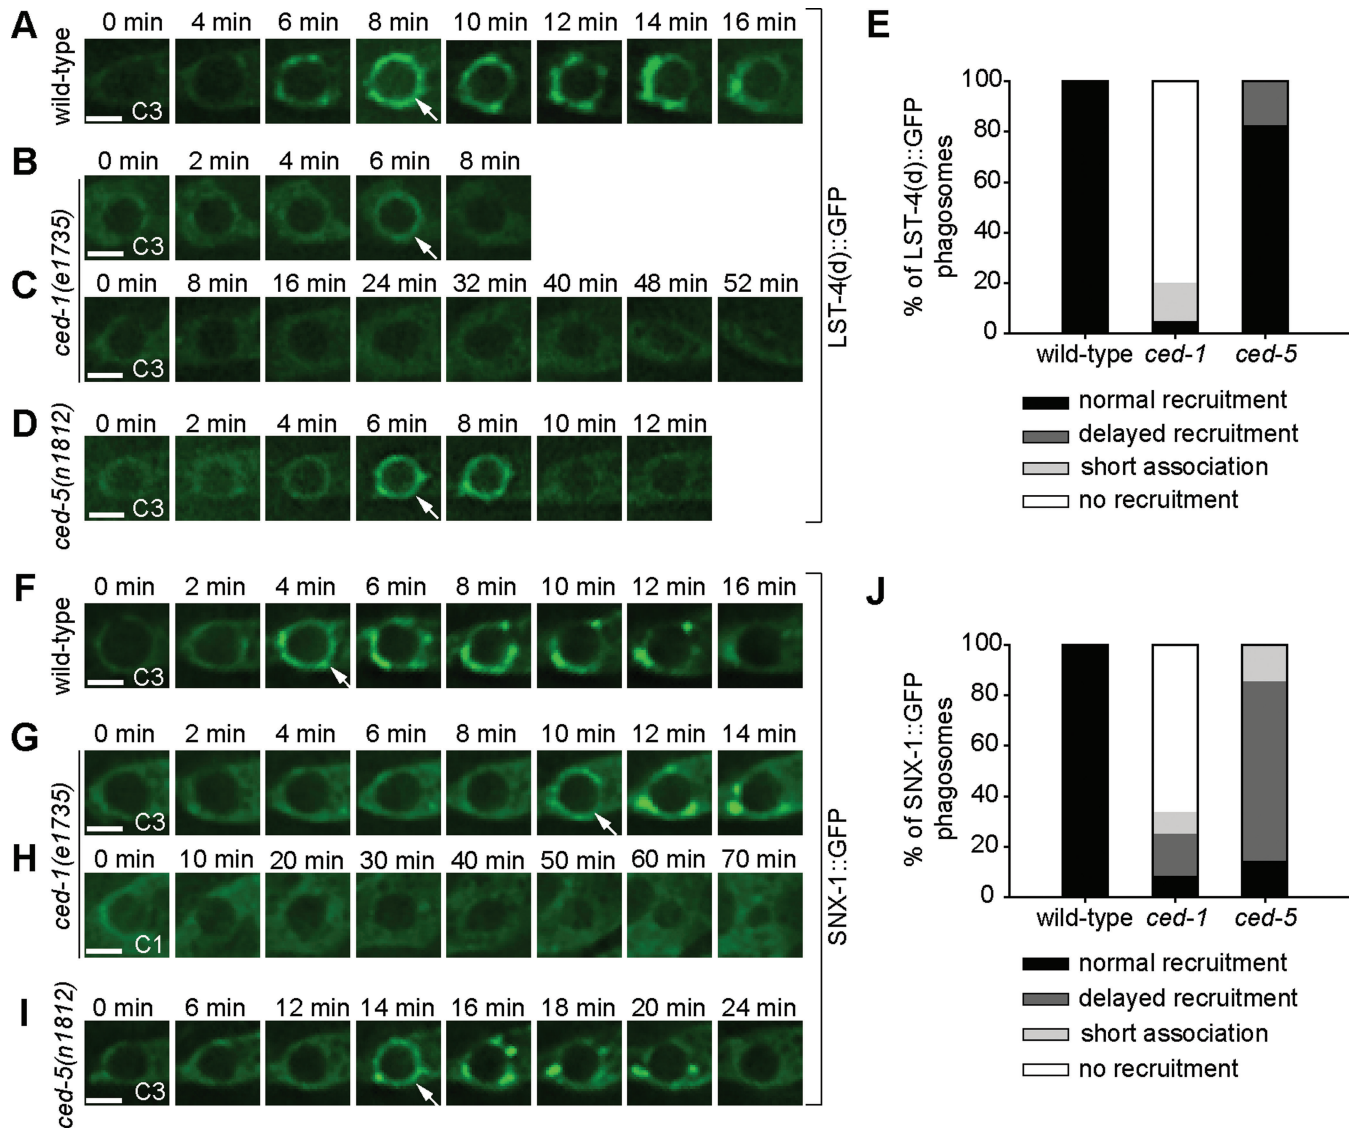 A
wild-type
0 min 4 min 6 min 8 min 10 min 12 min 14 min 16 min
C3
B
0 min 2 min 4 min 6 min 8 min
C3
ced-1(e1735)
C
0 min 8 min 16 min 24 min 32 min 40 min 48 min 52 min
C3
D
ced-5(n1812)
0 min 2 min 4 min 6 min 8 min 10 min 12 min
C3
LST-4(d)::GFP
E
% of LST-4(d)::GFP
phagosomes
100
80
60
40
20
0
wild-type ced-1 ced-5
normal recruitment
delayed recruitment
short association
no recruitment
F
wild-type
0 min 2 min 4 min 6 min 8 min 10 min 12 min 16 min
C3
G
0 min 2 min 4 min 6 min 8 min 10 min 12 min 14 min
C3
ced-1(e1735)
H
0 min 10 min 20 min 30 min 40 min 50 min 60 min 70 min
C1
I
ced-5(n1812)
0 min 6 min 12 min 14 min 16 min 18 min 20 min 24 min
C3
SNX-1::GFP
J
% of SNX-1::GFP
phagosomes
100
80
60
40
20
0
wild-type ced-1 ced-5
normal recruitment
delayed recruitment
short association
no recruitment